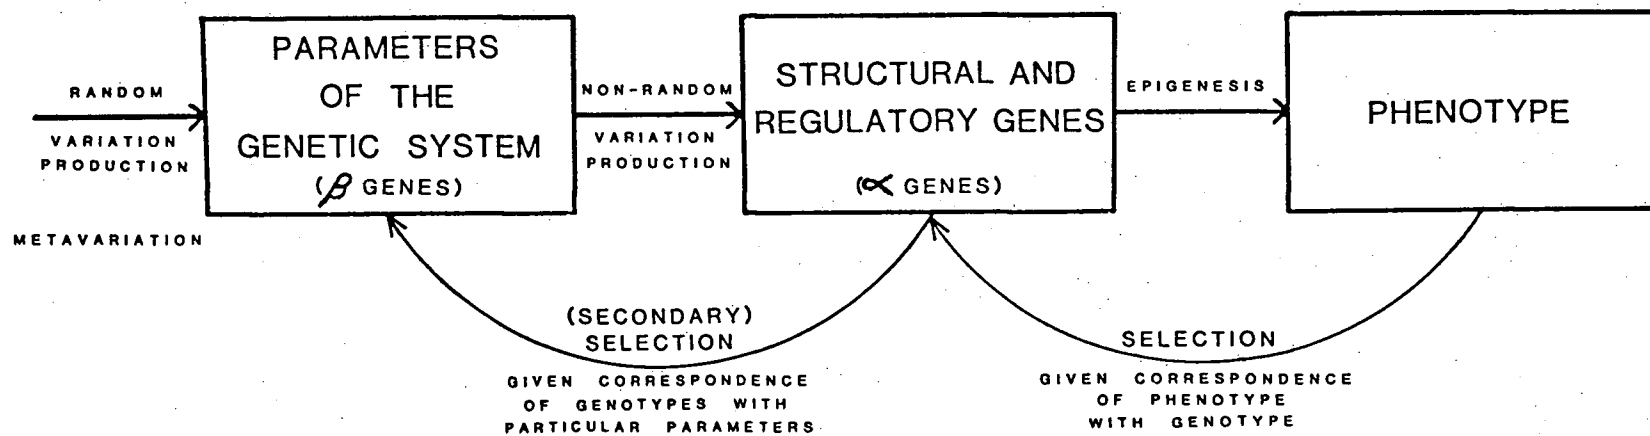 RANDOM
VARIATION
PRODUCTION
METAVARIATION
PARAMETERS
OF THE
GENETIC SYSTEM
(β GENES)
NON-RANDOM
VARIATION
PRODUCTION
STRUCTURAL AND
REGULATORY GENES
(α GENES)
EPIGENESIS
PHENOTYPE
(SECONDARY)
SELECTION
GIVEN CORRESPONDENCE
OF GENOTYPES WITH
PARTICULAR PARAMETERS
SELECTION
GIVEN CORRESPONDENCE
OF PHENOTYPE
WITH GENOTYPE